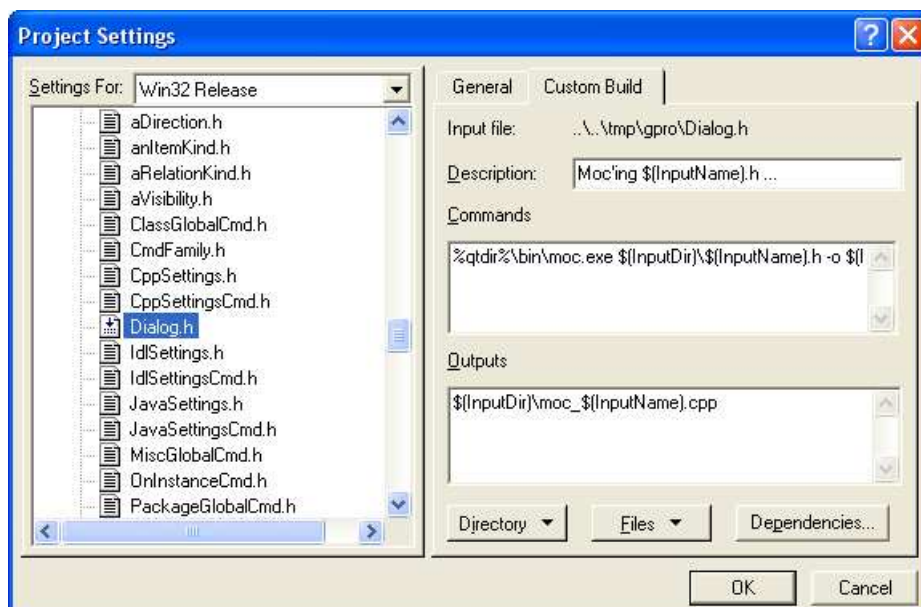 Project Settings
Settings For: Win32 Release
aDirection.h
anItemKind.h
aRelationKind.h
aVisibility.h
ClassGlobalCmd.h
CmdFamily.h
CppSettings.h
CppSettingsCmd.h
Dialog.h
IdlSettings.h
IdlSettingsCmd.h
JavaSettings.h
JavaSettingsCmd.h
MiscGlobalCmd.h
OnInstanceCmd.h
PackageGlobalCmd.h
General Custom Build
Input file: ..\..\tmp\gpro\Dialog.h
Description: Moc'ing $(InputName).h ...
Commands
%qtdir%\bin\moc.exe $(InputDir)\$(InputName).h -o $(I
Outputs
$(InputDir)\moc_$(InputName).cpp
Directory Files Dependencies...
OK Cancel